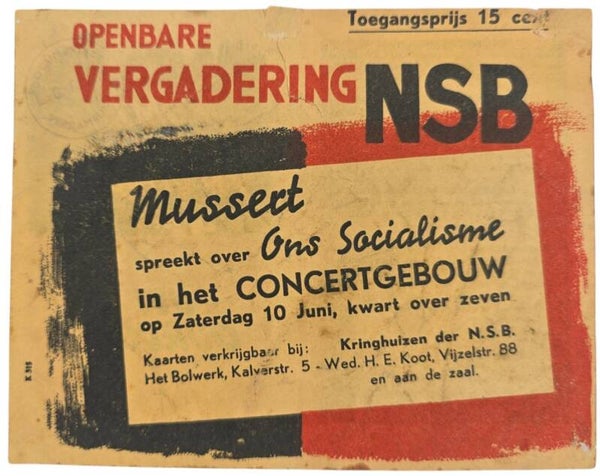 Toegangsprijs 15 cent
OPENBARE
VERGADERING NSB
Mussert
spreekt over Ons Socialisme
in het CONCERTGEBOUW
op Zaterdag 10 Juni, kwart over zeven
Kaarten verkrijgbaar bij: Kringhuizen der N.S.B.
Het Bolwerk, Kalverstr. 5 - Wed. H. E. Koot, Vijzelstr. 88
en aan de zaal.